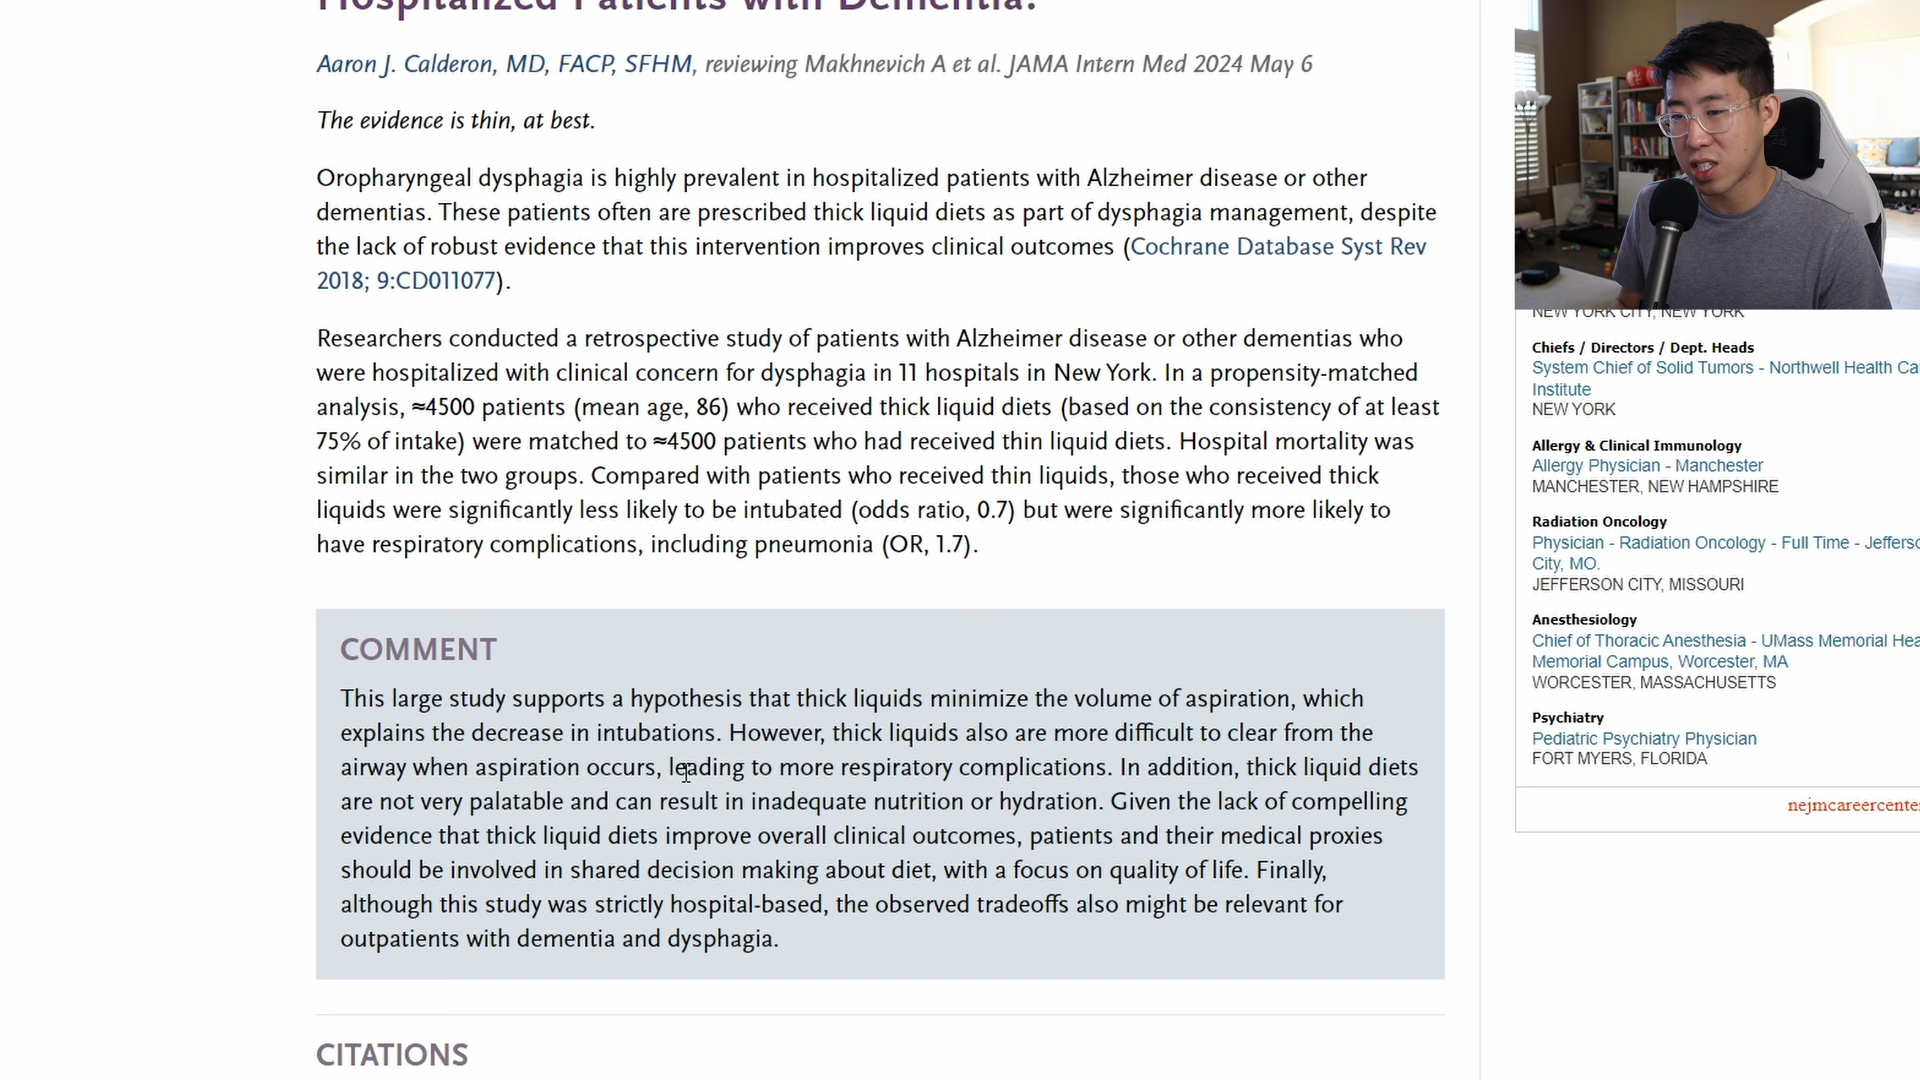 Hospitalized Patients with Dementia?
Aaron J. Calderon, MD, FACP, SFHM, reviewing Makhnevich A et al. JAMA Intern Med 2024 May 6
The evidence is thin, at best.
Oropharyngeal dysphagia is highly prevalent in hospitalized patients with Alzheimer disease or other
dementias. These patients often are prescribed thick liquid diets as part of dysphagia management, despite
the lack of robust evidence that this intervention improves clinical outcomes (Cochrane Database Syst Rev
2018; 9:CD011077).
Researchers conducted a retrospective study of patients with Alzheimer disease or other dementias who
were hospitalized with clinical concern for dysphagia in 11 hospitals in New York. In a propensity-matched
analysis, ≈4500 patients (mean age, 86) who received thick liquid diets (based on the consistency of at least
75% of intake) were matched to ≈4500 patients who had received thin liquid diets. Hospital mortality was
similar in the two groups. Compared with patients who received thin liquids, those who received thick
liquids were significantly less likely to be intubated (odds ratio, 0.7) but were significantly more likely to
have respiratory complications, including pneumonia (OR, 1.7).
COMMENT
This large study supports a hypothesis that thick liquids minimize the volume of aspiration, which
explains the decrease in intubations. However, thick liquids also are more difficult to clear from the
airway when aspiration occurs, leading to more respiratory complications. In addition, thick liquid diets
are not very palatable and can result in inadequate nutrition or hydration. Given the lack of compelling
evidence that thick liquid diets improve overall clinical outcomes, patients and their medical proxies
should be involved in shared decision making about diet, with a focus on quality of life. Finally,
although this study was strictly hospital-based, the observed tradeoffs also might be relevant for
outpatients with dementia and dysphagia.
CITATIONS
NEW YORK CITY, NEW YORK
Chiefs / Directors / Dept. Heads
System Chief of Solid Tumors - Northwell Health Ca
Institute
NEW YORK
Allergy & Clinical Immunology
Allergy Physician - Manchester
MANCHESTER, NEW HAMPSHIRE
Radiation Oncology
Physician - Radiation Oncology - Full Time - Jefferso
City, MO.
JEFFERSON CITY, MISSOURI
Anesthesiology
Chief of Thoracic Anesthesia - UMass Memorial Hea
Memorial Campus, Worcester, MA
WORCESTER, MASSACHUSETTS
Psychiatry
Pediatric Psychiatry Physician
FORT MYERS, FLORIDA
nejmcareercente